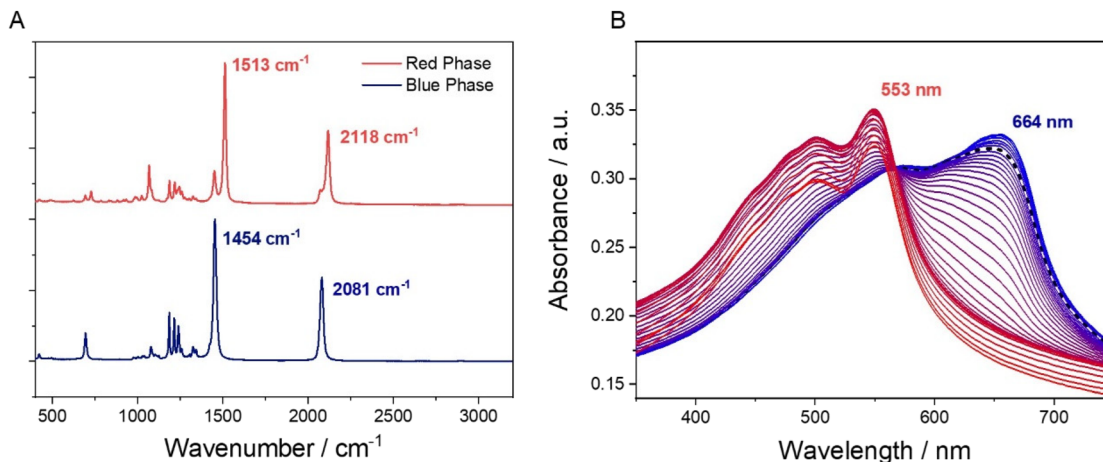 A
1513 cm⁻¹
Red Phase
Blue Phase
2118 cm⁻¹
1454 cm⁻¹
2081 cm⁻¹
500 1000 1500 2000 2500 3000
Wavenumber / cm⁻¹
B
553 nm
664 nm
0.35
0.30
0.25
0.20
0.15
Absorbance / a.u.
400 500 600 700
Wavelength / nm